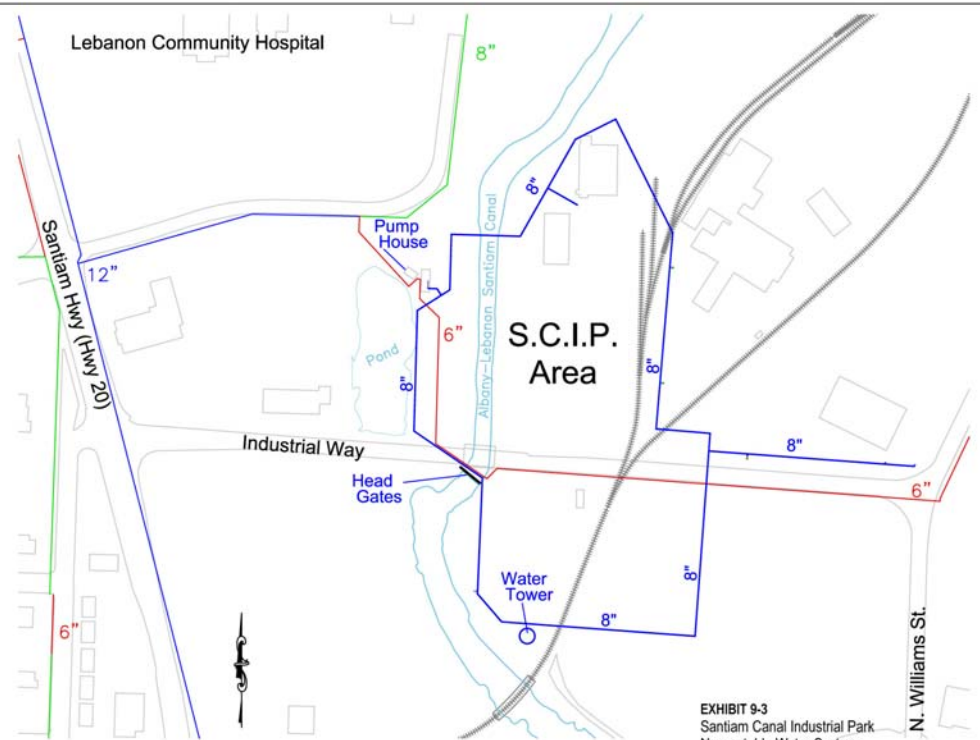 Lebanon Community Hospital
8"
8"
Santiam Hwy (Hwy 20)
12"
Pump
House
Albany-Lebanon Santiam Canal
6"
S.C.I.P.
Area
Pond
8"
8"
Industrial Way
8"
Head
Gates
6"
Water
Tower
8"
8"
6"
N. Williams St.
EXHIBIT 9-3
Santiam Canal Industrial Park